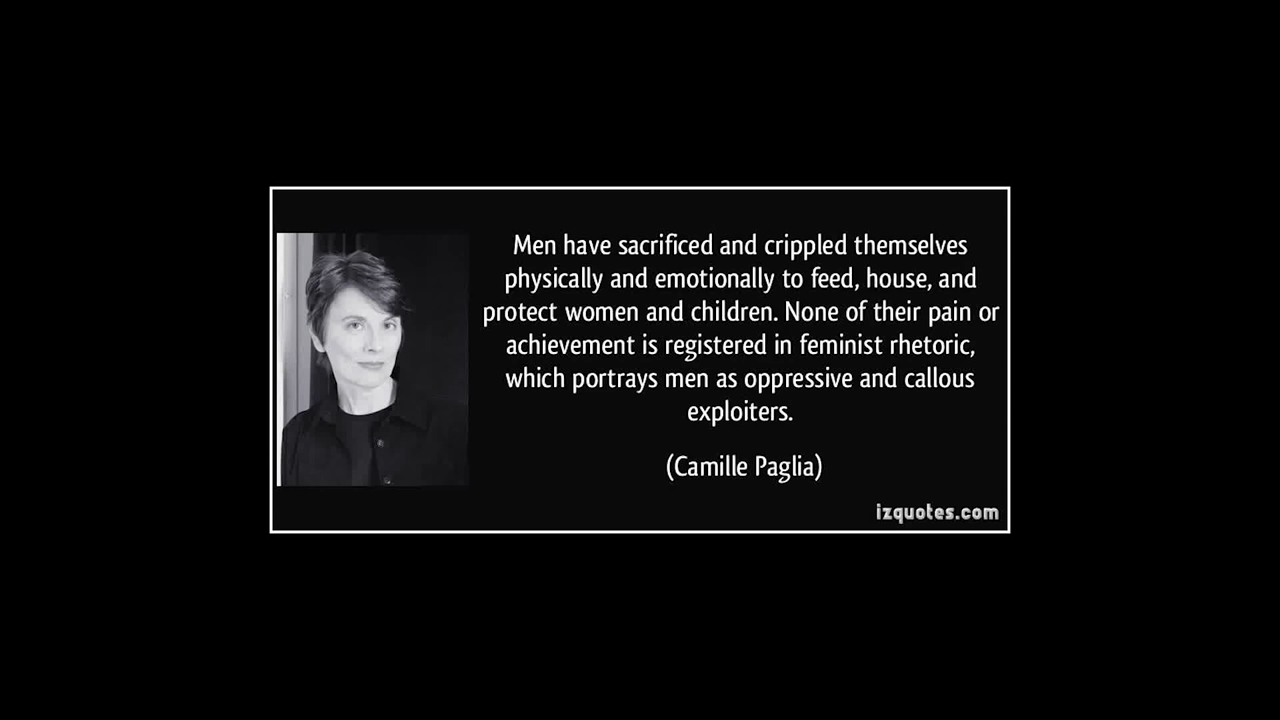 Men have sacrificed and crippled themselves
physically and emotionally to feed, house, and
protect women and children. None of their pain or
achievement is registered in feminist rhetoric,
which portrays men as oppressive and callous
exploiters.
(Camille Paglia)
izquotes.com